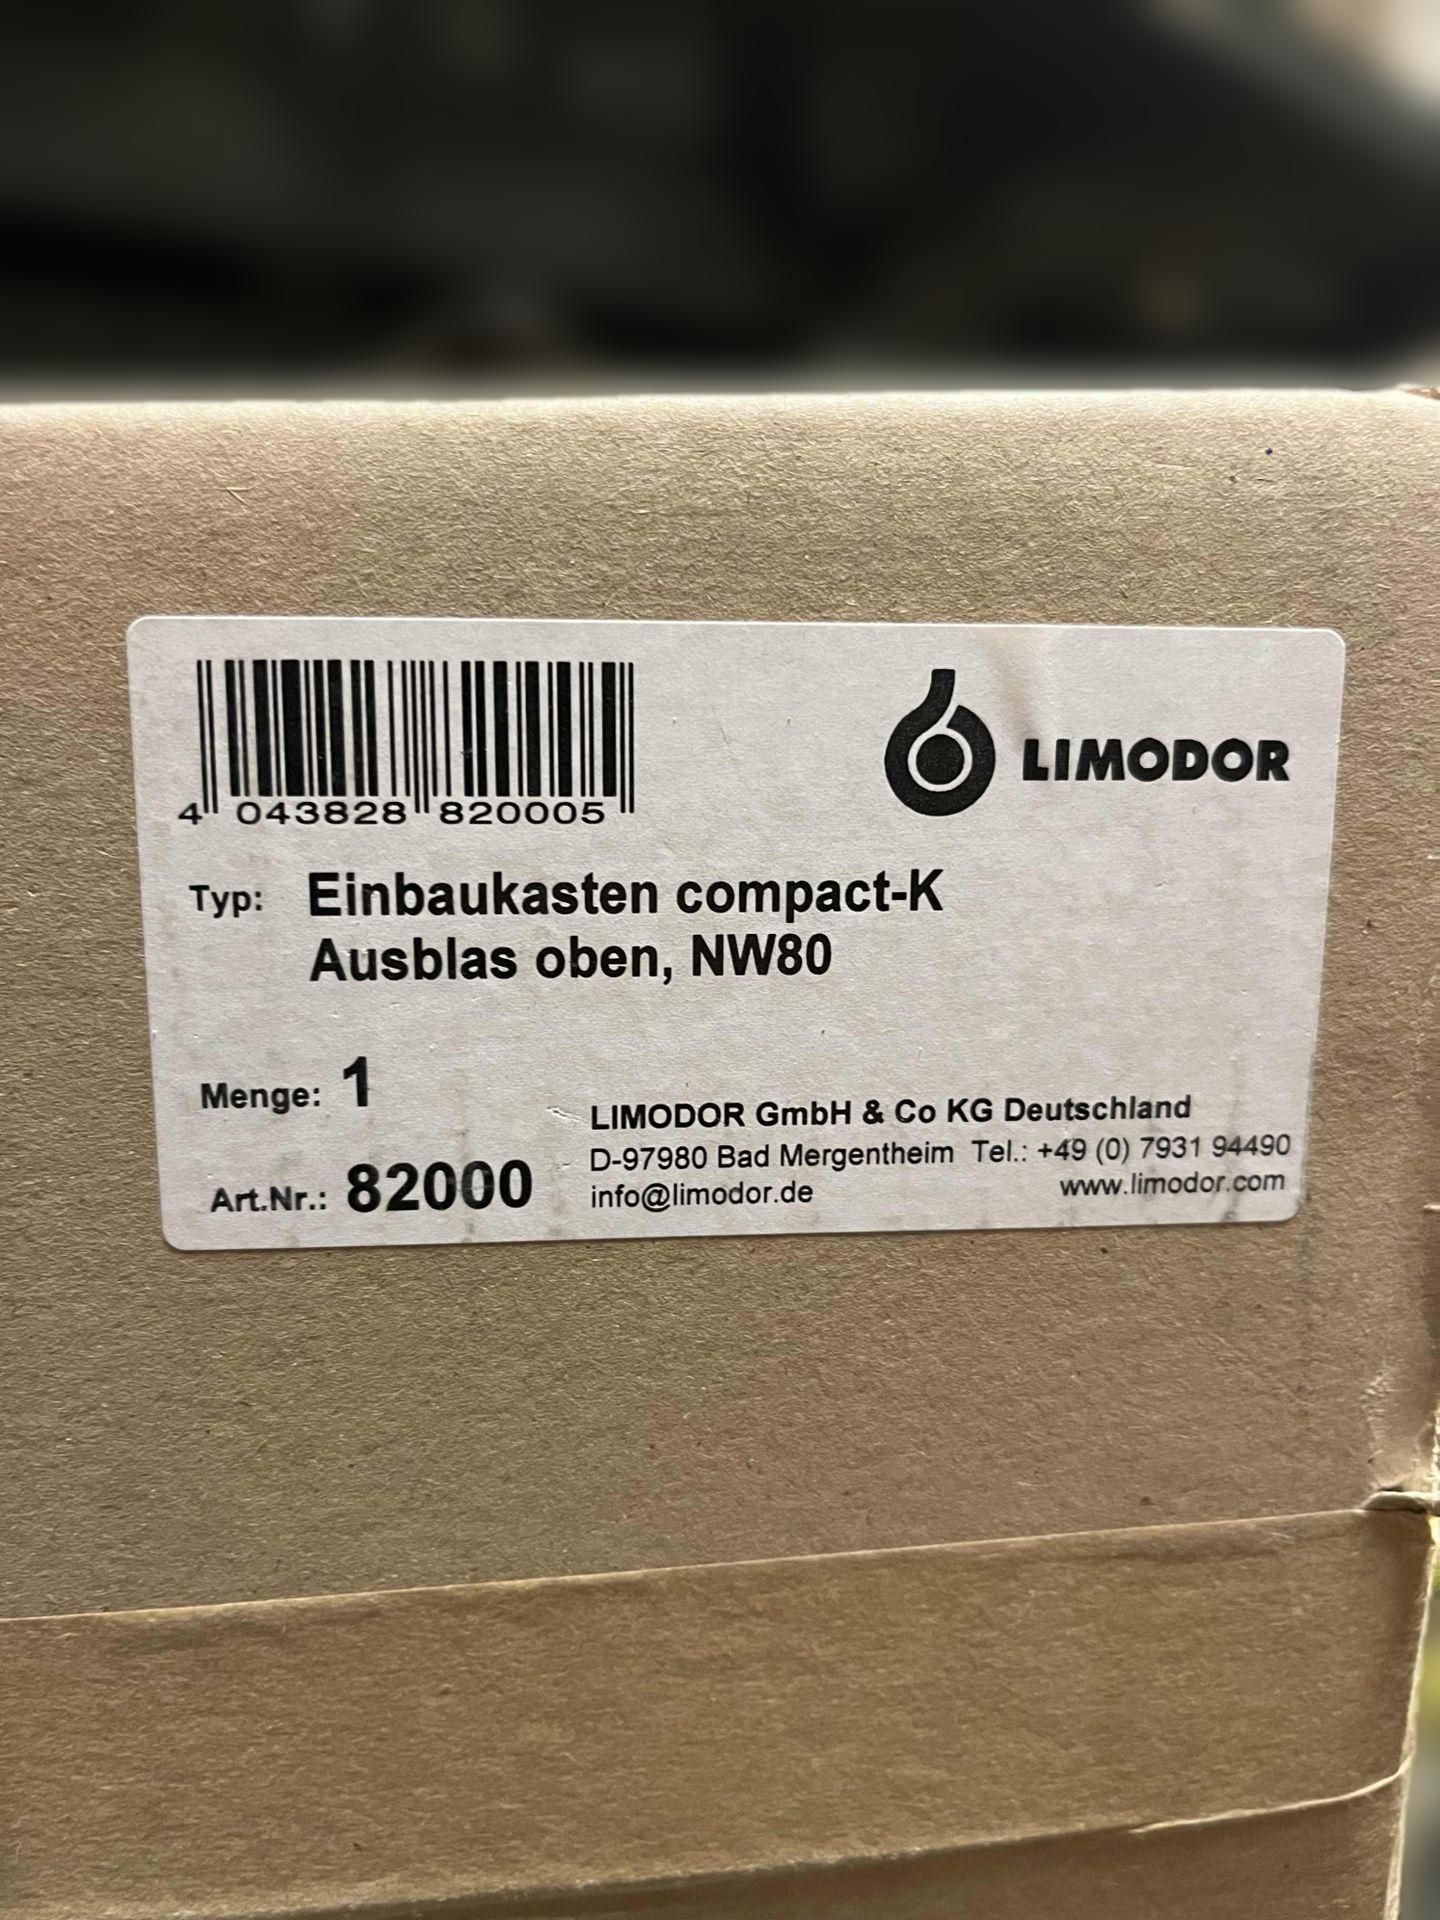 LIMODOR
4 043828 820005
Typ: Einbaukasten compact-K
Ausblas oben, NW80
Menge: 1
Art.Nr.: 82000
LIMODOR GmbH & Co KG Deutschland
D-97980 Bad Mergentheim Tel.: +49 (0) 7931 94490
info@limodor.de www.limodor.com